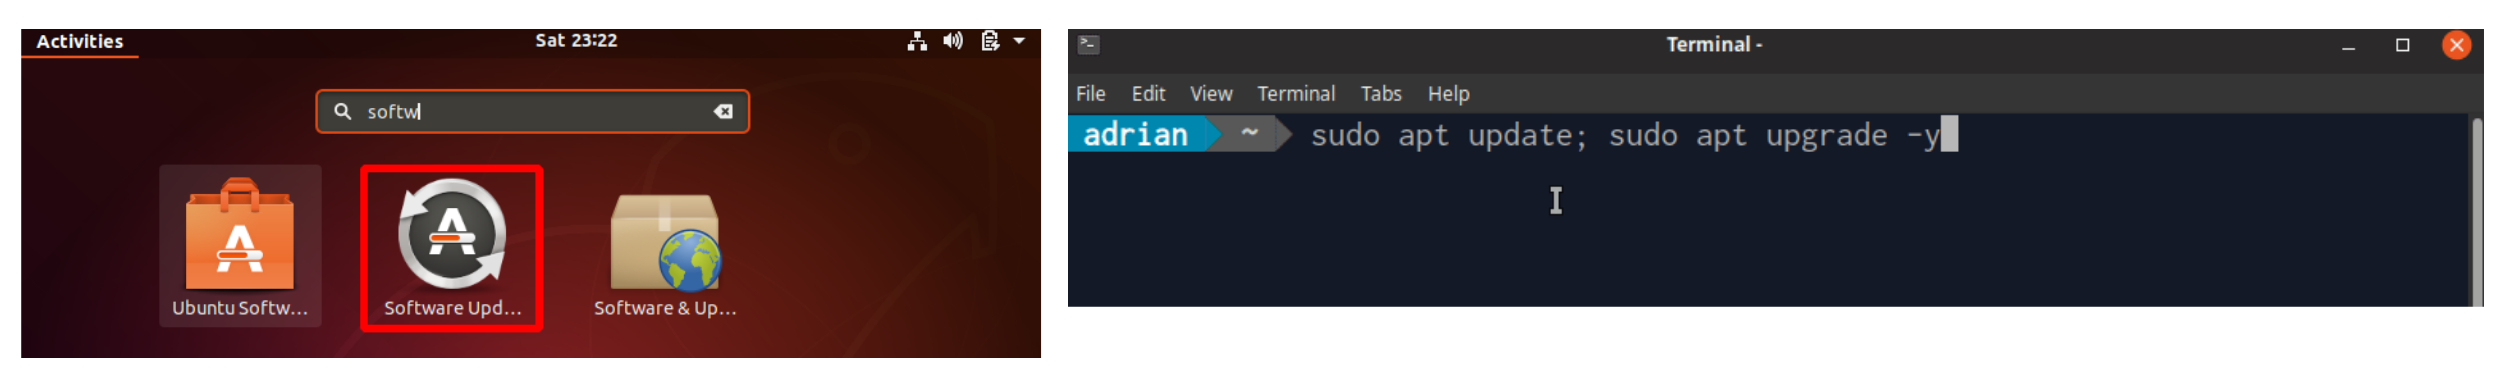 Activities
Sat 23:22
softw
Ubuntu Softw...
Software Upd...
Software & Up...
Terminal -
File Edit View Terminal Tabs Help
adrian ~ sudo apt update; sudo apt upgrade -y